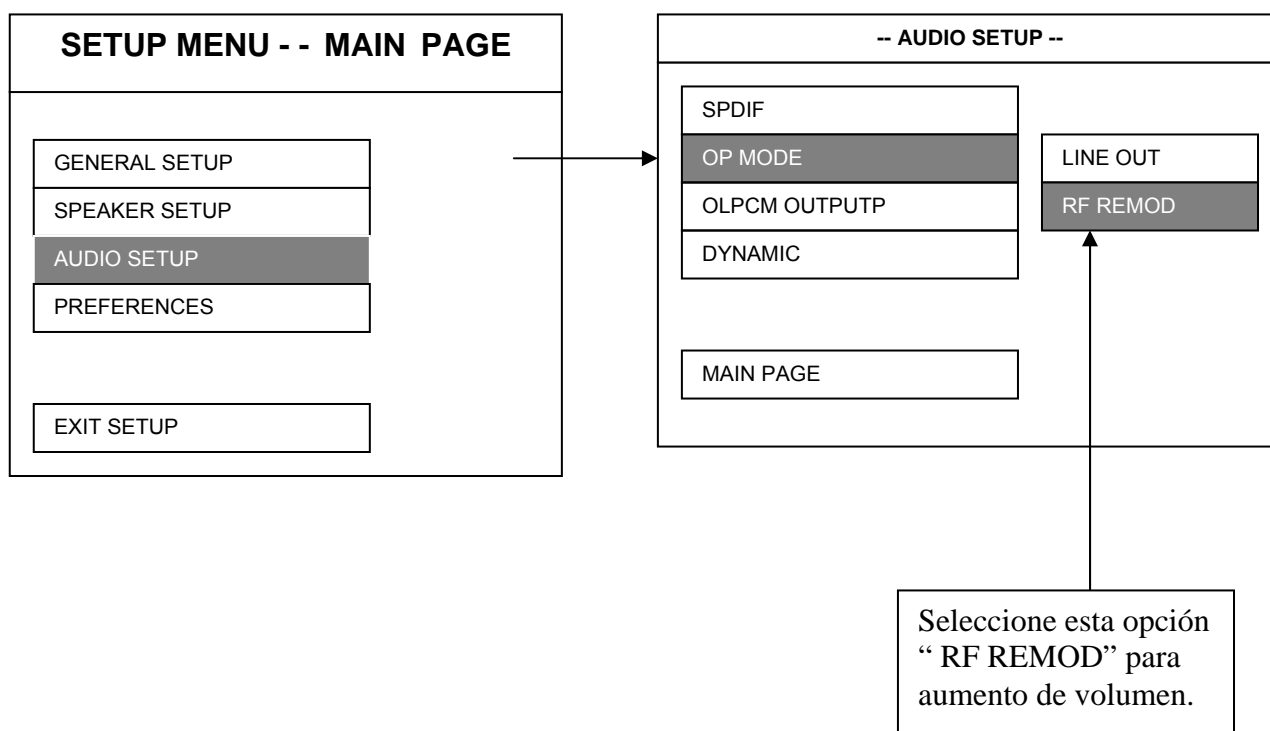 SETUP MENU - - MAIN PAGE
GENERAL SETUP
SPEAKER SETUP
AUDIO SETUP
PREFERENCES
EXIT SETUP
-- AUDIO SETUP --
SPDIF
OP MODE
OLPCM OUTPUTP
DYNAMIC
MAIN PAGE
LINE OUT
RF REMOD
Seleccione esta opción
“ RF REMOD” para
aumento de volumen.